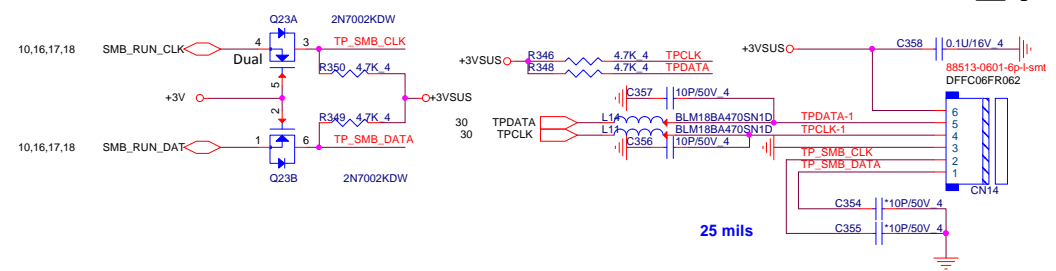 Q23A 2N7002KDW
10,16,17,18 SMB_RUN_CLK 4 3 TP_SMB_CLK
Dual
R350 4.7K_4
5
+3V +3VSUS
2
R349 4.7K_4
10,16,17,18 SMB_RUN_DAT 1 6 TP_SMB_DATA
Q23B 2N7002KDW
+3VSUS R346 4.7K_4 TPCLK
R348 4.7K_4 TPDATA
C357 10P/50V_4
30 TPDATA L14 BLM18BA470SN1D TPDATA-1
30 TPCLK L11 BLM18BA470SN1D TPCLK-1
C356 10P/50V_4
TP_SMB_CLK
TP_SMB_DATA
+3VSUS C358 0.1U/16V_4
88513-0601-6p-l-smt
DFFC06FR062
6
5
4
3
2
1
CN14
C354 *10P/50V_4
C355 *10P/50V_4
25 mils